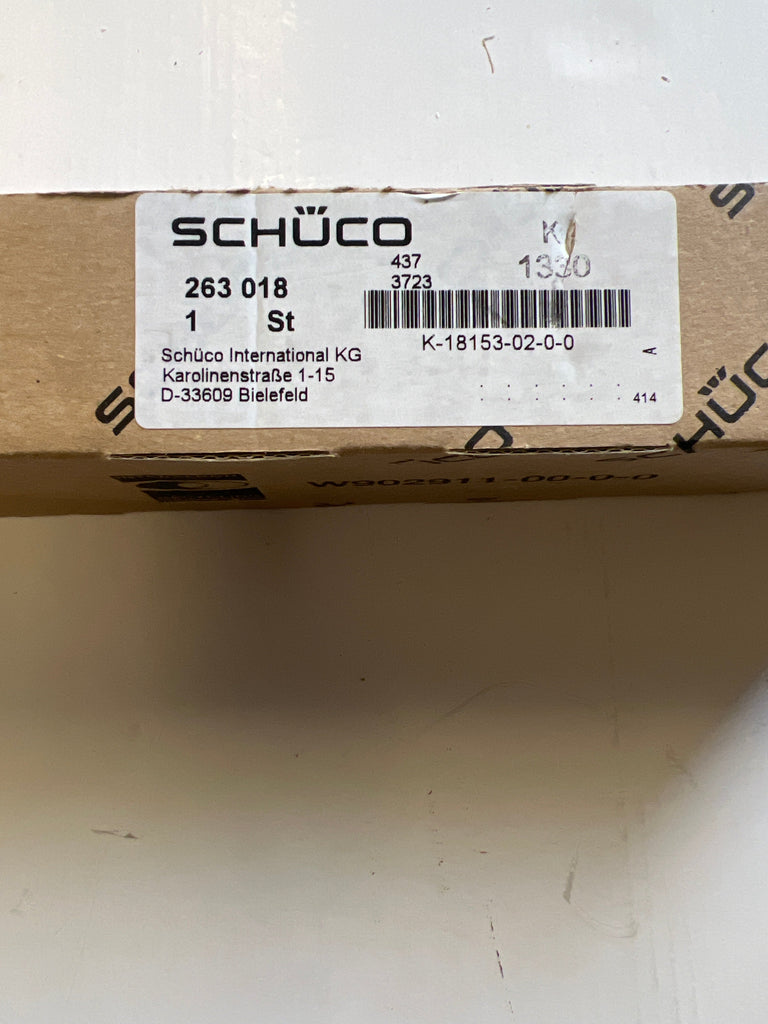 SCHÜCO
K
1330
437
3723
263 018
1 St
K-18153-02-0-0
Schüco International KG
Karolinenstraße 1-15
D-33609 Bielefeld
A
414
HÜC
W902911-00-0-0